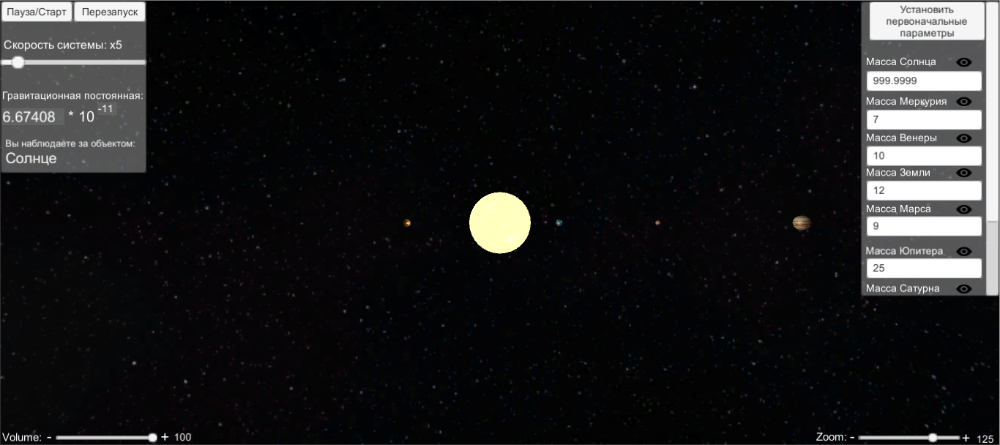 Пауза/Старт Перезапуск
Скорость системы: x5
Гравитационная постоянная:
6.67408 * 10 -11
Вы наблюдаете за объектом:
Солнце
Установить
первоначальные
параметры
Масса Солнца
999.9999
Масса Меркурия
7
Масса Венеры
10
Масса Земли
12
Масса Марса
9
Масса Юпитера
25
Масса Сатурна
Volume: - + 100
Zoom: - + 125